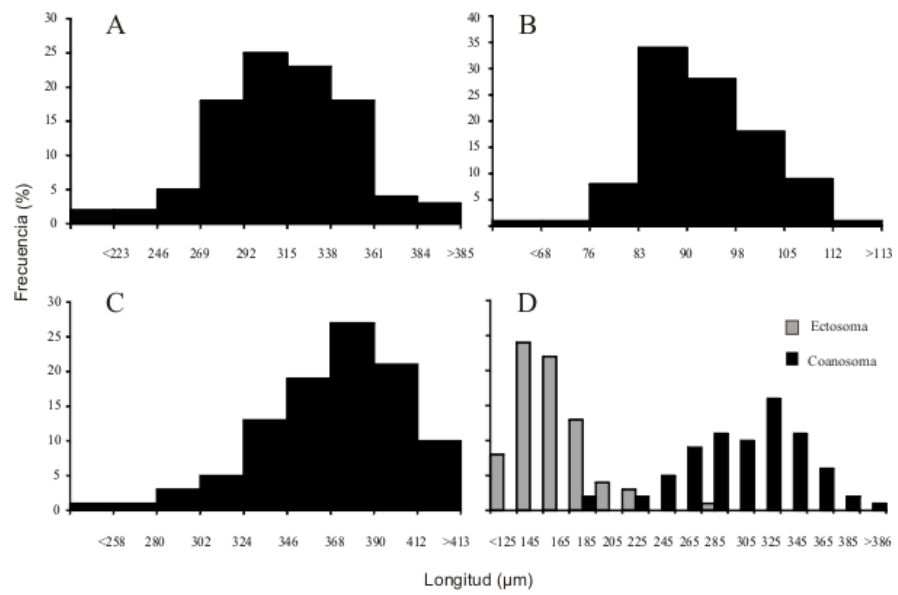 A
30
25
20
15
10
5
0
<223 246 269 292 315 338 361 384 >385
B
40
35
30
25
20
15
10
5
<68 76 83 90 98 105 112 >113
Frecuencia (%)
C
30
25
20
15
10
5
0
<258 280 302 324 346 368 390 412 >413
D
Ectosoma
Coanosoma
<125 145 165 185 205 225 245 265 285 305 325 345 365 385 >386
Longitud (µm)